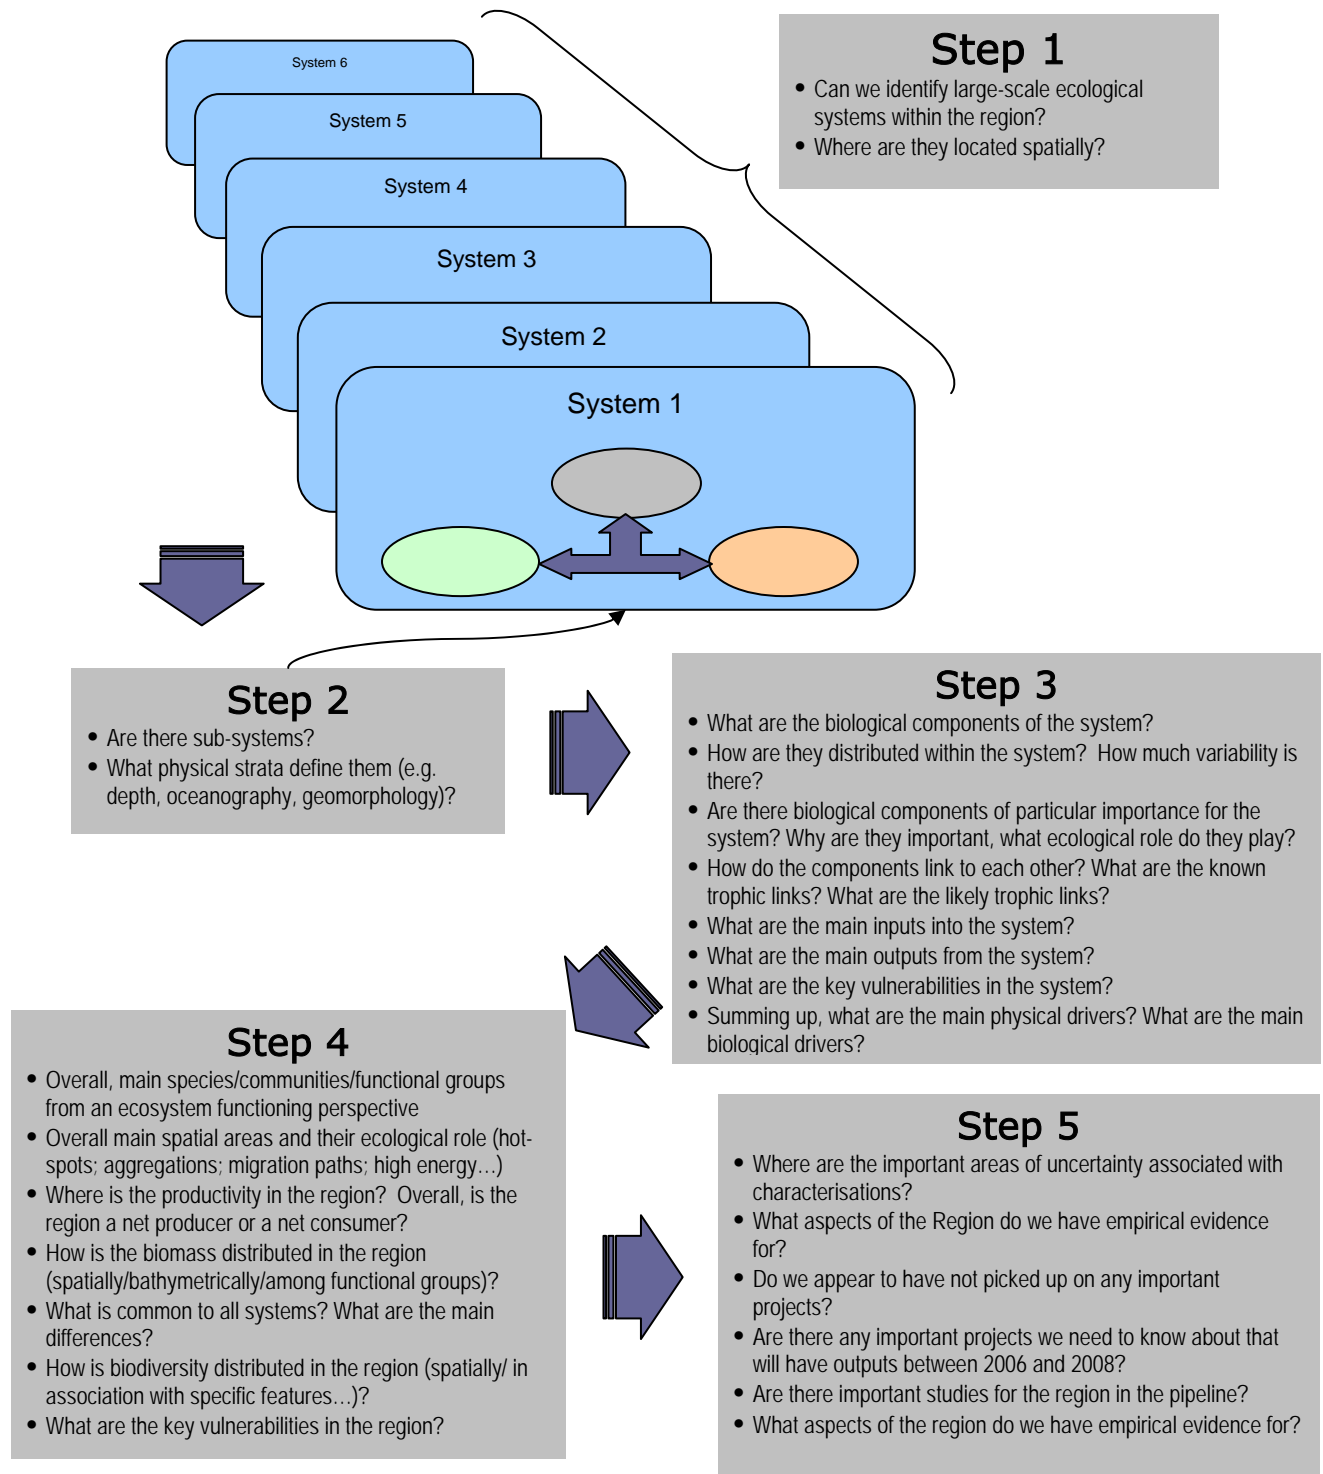 Step 1
• Can we identify large-scale ecological
systems within the region?
• Where are they located spatially?
System 6
System 5
System 4
System 3
System 2
System 1
Step 2
• Are there sub-systems?
• What physical strata define them (e.g.
depth, oceanography, geomorphology)?
Step 3
• What are the biological components of the system?
• How are they distributed within the system?  How much variability is
there?
• Are there biological components of particular importance for the
system? Why are they important, what ecological role do they play?
• How do the components link to each other? What are the known
trophic links? What are the likely trophic links?
• What are the main inputs into the system?
• What are the main outputs from the system?
• What are the key vulnerabilities in the system?
• Summing up, what are the main physical drivers? What are the main
biological drivers?
Step 4
• Overall, main species/communities/functional groups
from an ecosystem functioning perspective
• Overall main spatial areas and their ecological role (hot-
spots; aggregations; migration paths; high energy…)
• Where is the productivity in the region?  Overall, is the
region a net producer or a net consumer?
• How is the biomass distributed in the region
(spatially/bathymetrically/among functional groups)?
• What is common to all systems? What are the main
differences?
• How is biodiversity distributed in the region (spatially/ in
association with specific features…)?
• What are the key vulnerabilities in the region?
Step 5
• Where are the important areas of uncertainty associated with
characterisations?
• What aspects of the Region do we have empirical evidence
for?
• Do we appear to have not picked up on any important
projects?
• Are there any important projects we need to know about that
will have outputs between 2006 and 2008?
• Are there important studies for the region in the pipeline?
• What aspects of the region do we have empirical evidence for?